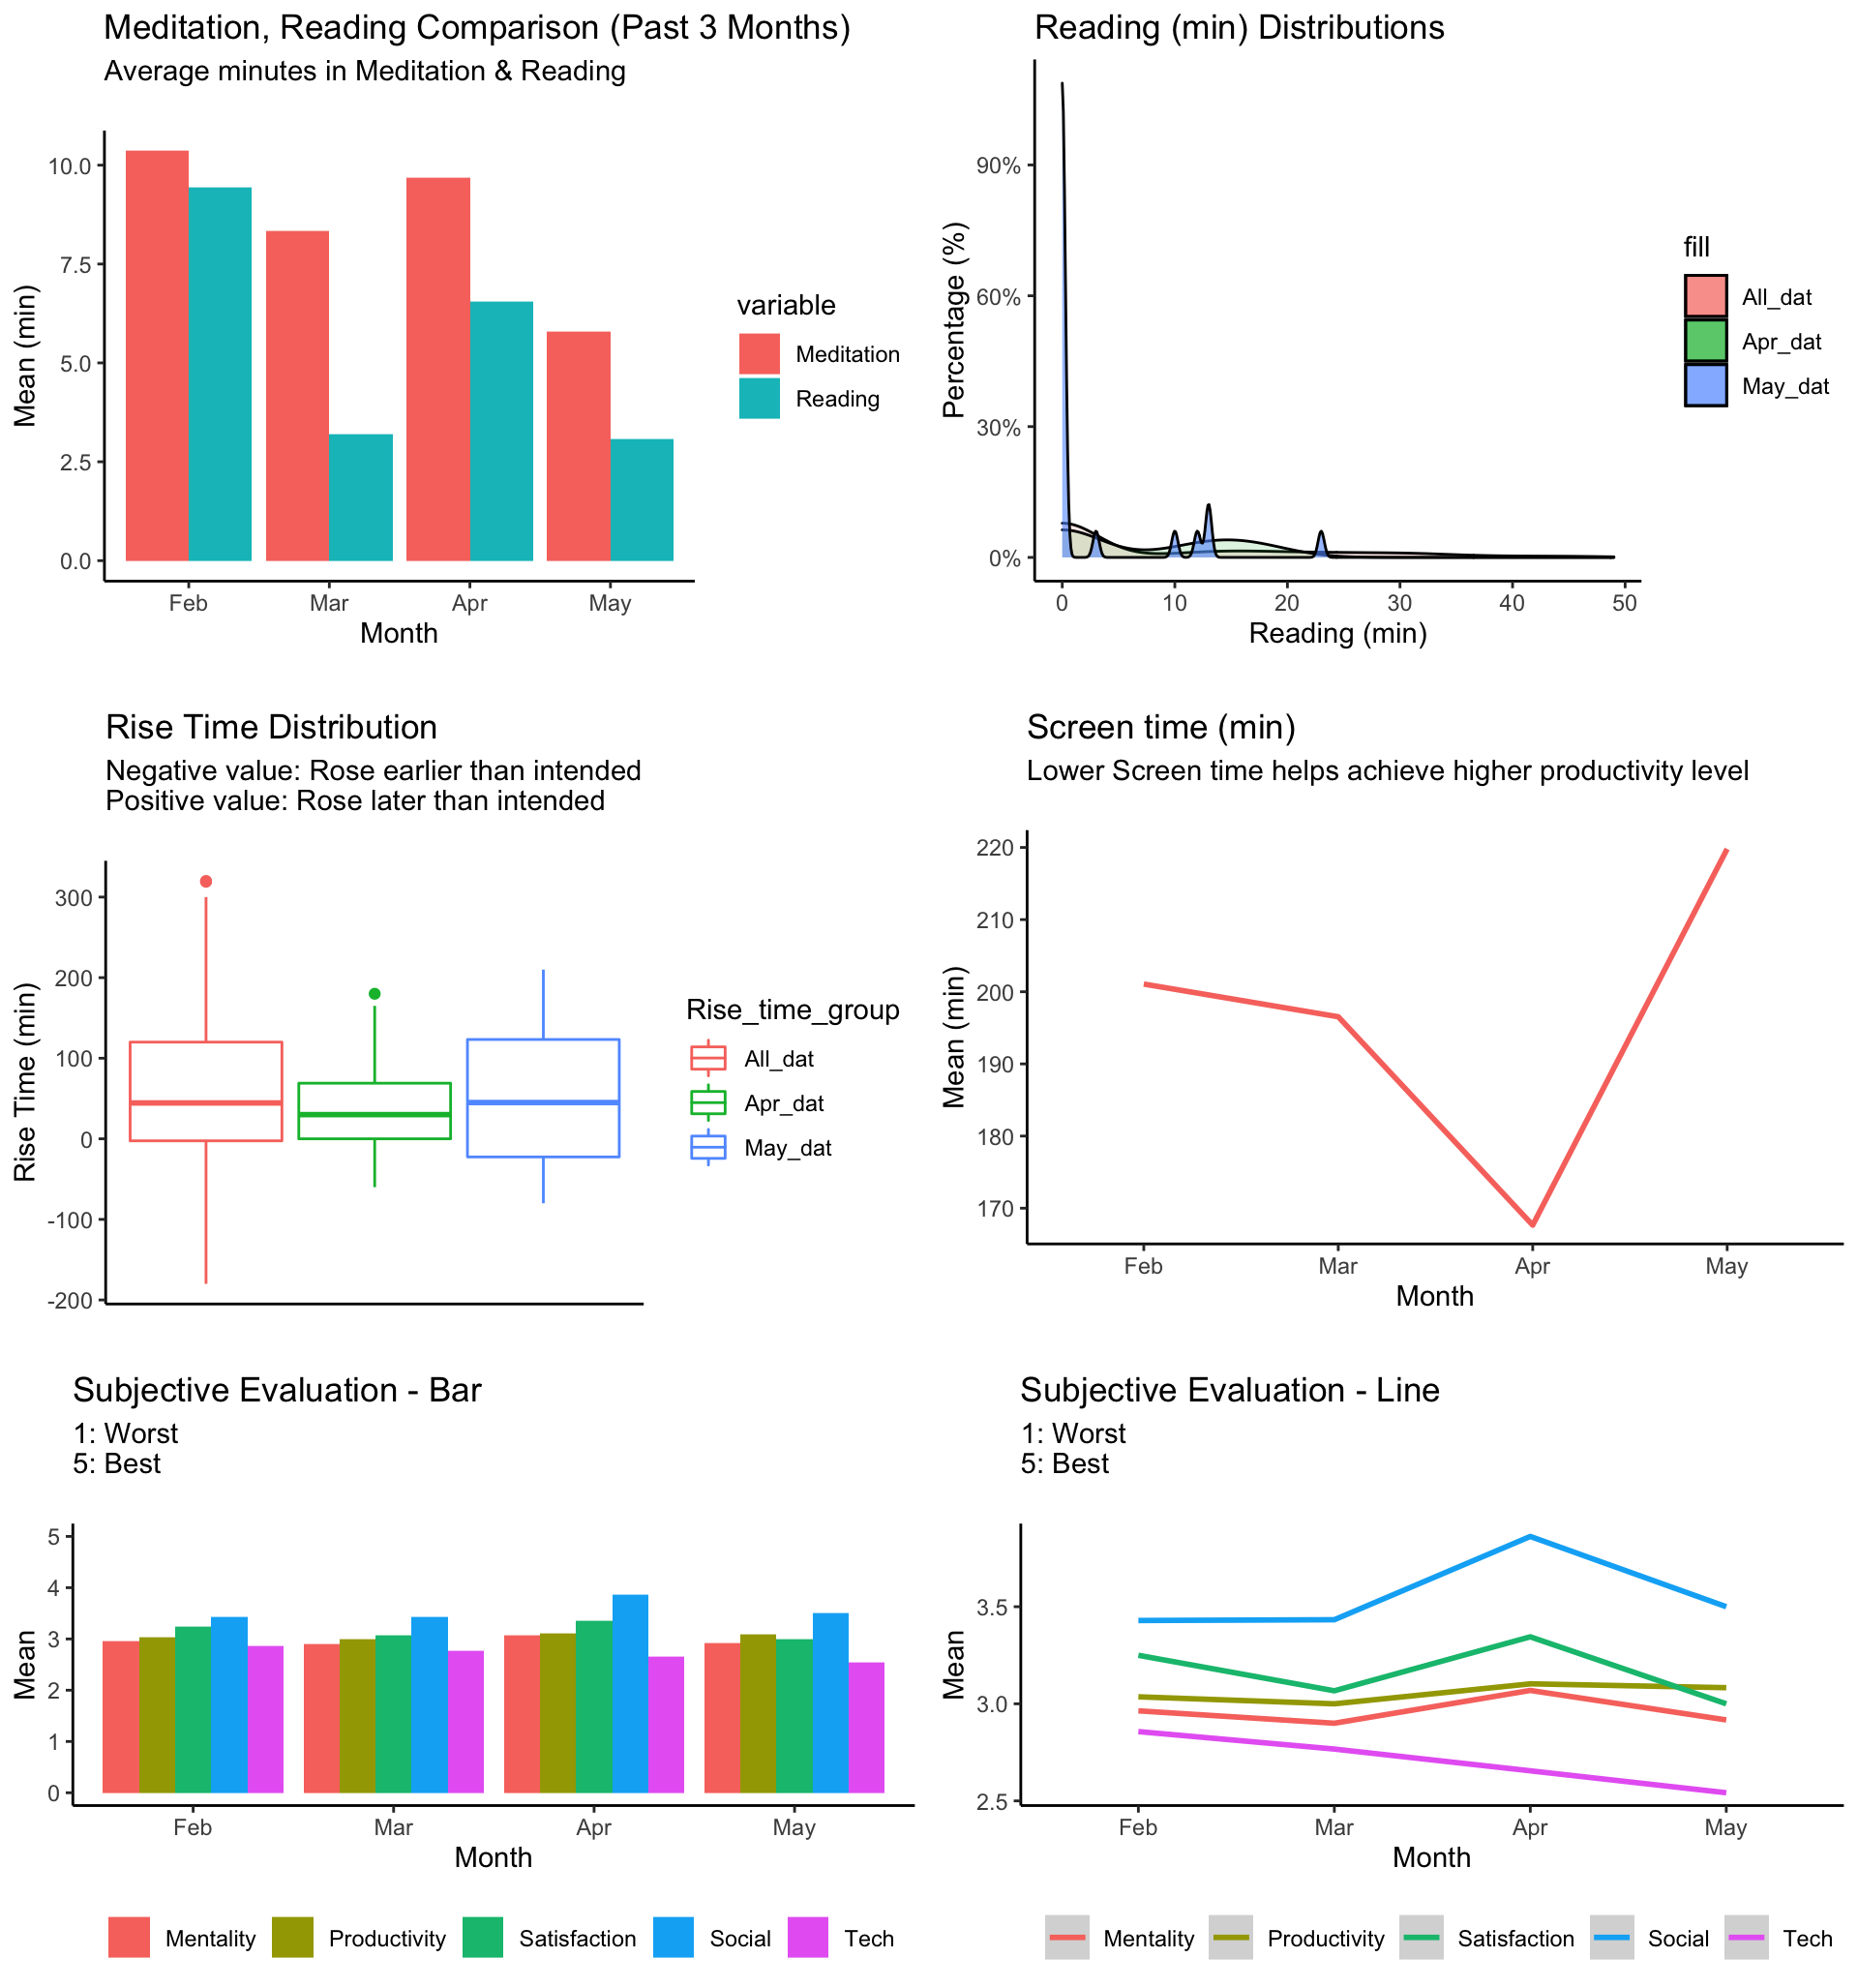 Meditation, Reading Comparison (Past 3 Months)
Average minutes in Meditation & Reading
10.0
7.5
5.0
2.5
0.0
Mean (min)
Feb
Mar
Apr
May
Month
variable
Meditation
Reading
Reading (min) Distributions
90%
60%
30%
0%
Percentage (%)
0
10
20
30
40
50
Reading (min)
fill
All_dat
Apr_dat
May_dat
Rise Time Distribution
Negative value: Rose earlier than intended
Positive value: Rose later than intended
300
200
100
0
-100
-200
Rise Time (min)
Rise_time_group
All_dat
Apr_dat
May_dat
Screen time (min)
Lower Screen time helps achieve higher productivity level
220
210
200
190
180
170
Mean (min)
Feb
Mar
Apr
May
Month
Subjective Evaluation - Bar
1: Worst
5: Best
5
4
3
2
1
0
Mean
Feb
Mar
Apr
May
Month
Mentality
Productivity
Satisfaction
Social
Tech
Subjective Evaluation - Line
1: Worst
5: Best
3.5
3.0
2.5
Mean
Feb
Mar
Apr
May
Month
Mentality
Productivity
Satisfaction
Social
Tech